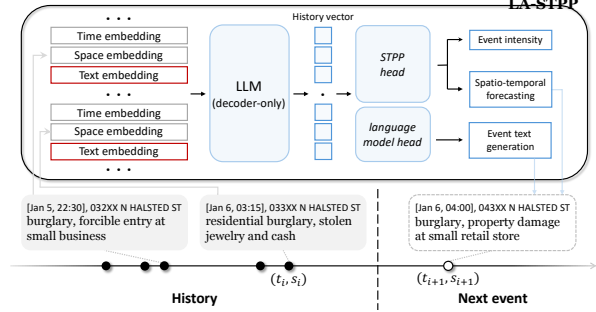 LA-STPP
• • •
Time embedding
Space embedding
Text embedding
• • •
Time embedding
Space embedding
Text embedding
• • •
LLM
(decoder-only)
History vector
STPP
head
language
model head
Event intensity
Spatio-temporal
forecasting
Event text
generation
[Jan 5, 22:30], 032XX N HALSTED ST
burglary, forcible entry at
small business
[Jan 6, 03:15], 033XX N HALSTED ST
residential burglary, stolen
jewelry and cash
[Jan 6, 04:00], 043XX N HALSTED ST
burglary, property damage
at small retail store
(tᵢ, sᵢ)
(tᵢ₊₁, sᵢ₊₁)
History
Next event